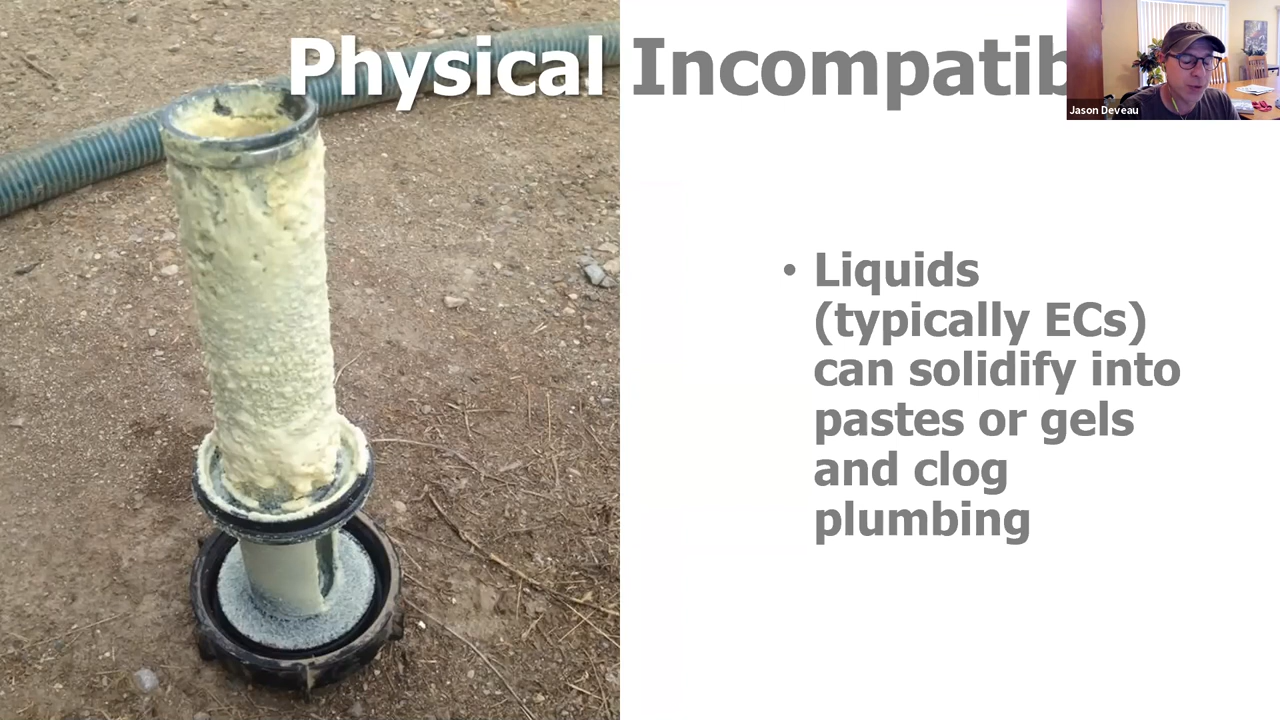 Physical Incompatib
Jason Deveau
• Liquids
(typically ECs)
can solidify into
pastes or gels
and clog
plumbing